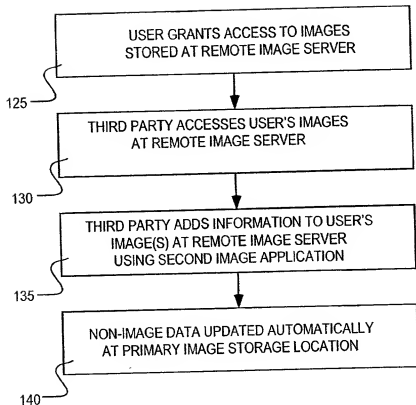 USER GRANTS ACCESS TO IMAGES
STORED AT REMOTE IMAGE SERVER
125
THIRD PARTY ACCESSES USER'S IMAGES
AT REMOTE IMAGE SERVER
130
THIRD PARTY ADDS INFORMATION TO USER'S
IMAGE(S) AT REMOTE IMAGE SERVER
USING SECOND IMAGE APPLICATION
135
NON-IMAGE DATA UPDATED AUTOMATICALLY
AT PRIMARY IMAGE STORAGE LOCATION
140